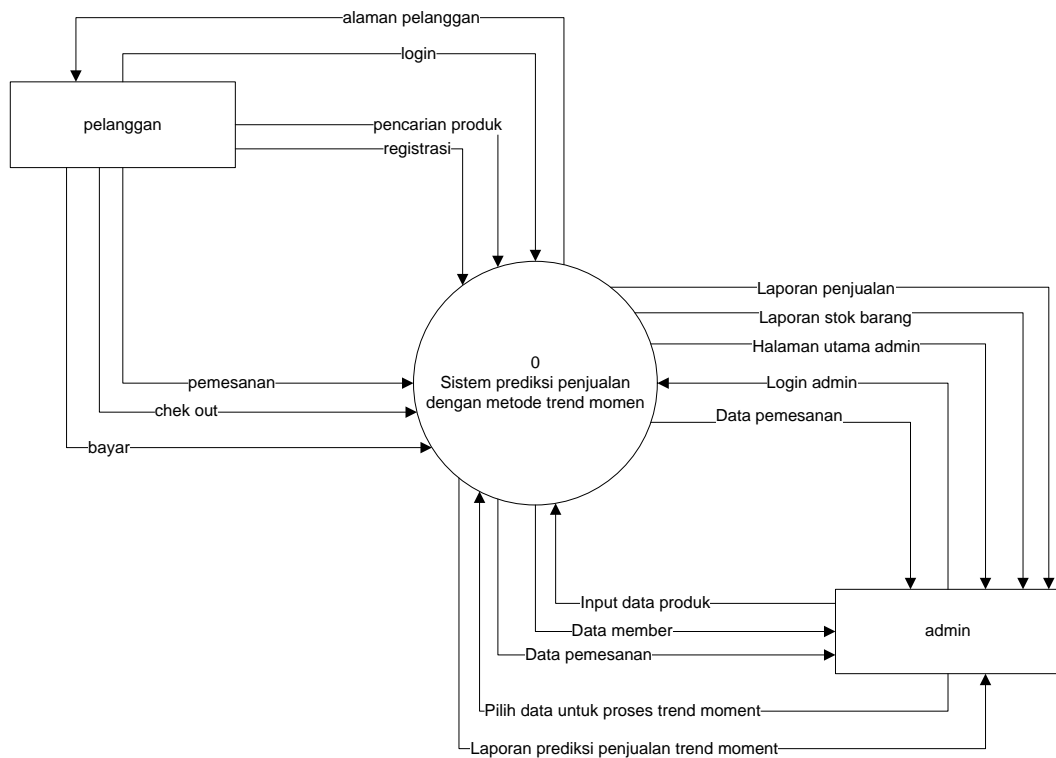 alaman pelanggan
login
pelanggan
pencarian produk
registrasi
Laporan penjualan
Laporan stok barang
Halaman utama admin
0
Sistem prediksi penjualan
dengan metode trend momen
Login admin
pemesanan
chek out
Data pemesanan
bayar
Input data produk
Data member
admin
Data pemesanan
Pilih data untuk proses trend moment
Laporan prediksi penjualan trend moment